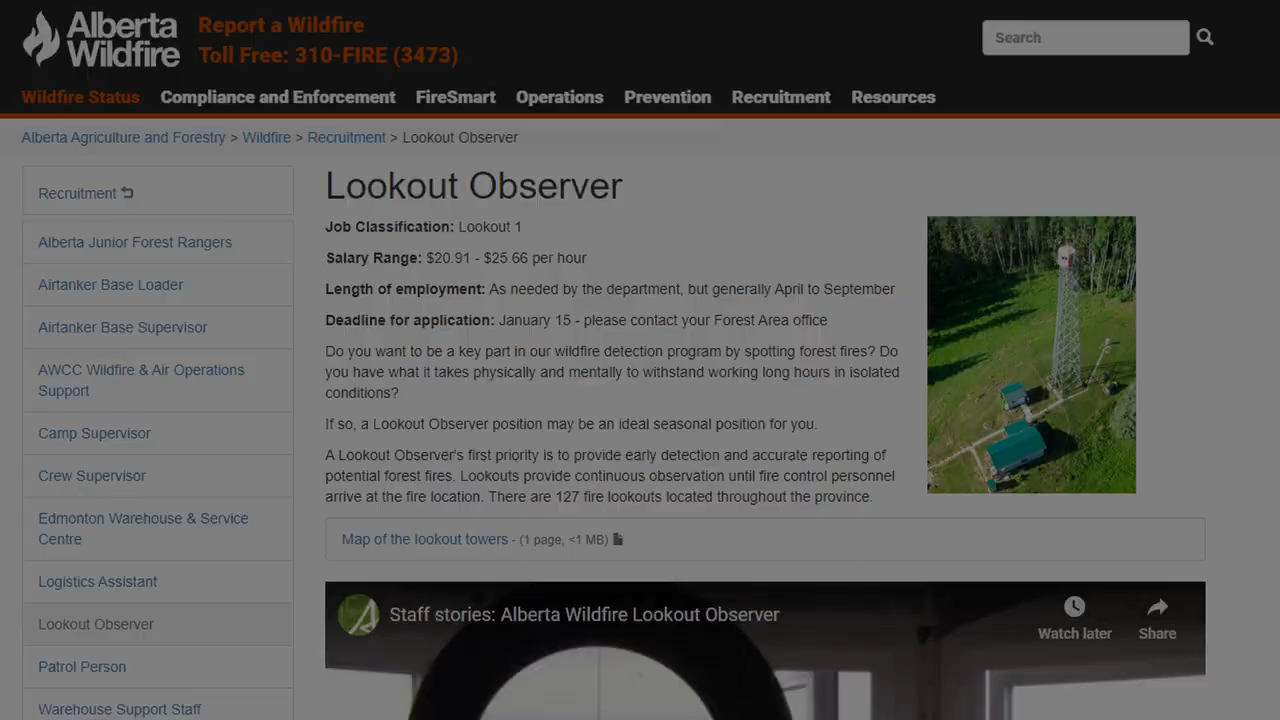 Alberta
Wildfire
Report a Wildfire
Toll Free: 310-FIRE (3473)
Search
Wildfire Status Compliance and Enforcement FireSmart Operations Prevention Recruitment Resources
Alberta Agriculture and Forestry > Wildfire > Recruitment > Lookout Observer
Recruitment
Alberta Junior Forest Rangers
Airtanker Base Loader
Airtanker Base Supervisor
AWCC Wildfire & Air Operations
Support
Camp Supervisor
Crew Supervisor
Edmonton Warehouse & Service
Centre
Logistics Assistant
Lookout Observer
Patrol Person
Warehouse Support Staff
Lookout Observer
Job Classification: Lookout 1
Salary Range: $20.91 - $25.66 per hour
Length of employment: As needed by the department, but generally April to September
Deadline for application: January 15 - please contact your Forest Area office
Do you want to be a key part in our wildfire detection program by spotting forest fires? Do
you have what it takes physically and mentally to withstand working long hours in isolated
conditions?
If so, a Lookout Observer position may be an ideal seasonal position for you.
A Lookout Observer's first priority is to provide early detection and accurate reporting of
potential forest fires. Lookouts provide continuous observation until fire control personnel
arrive at the fire location. There are 127 fire lookouts located throughout the province.
Map of the lookout towers - (1 page, <1 MB)
Staff stories: Alberta Wildfire Lookout Observer
Watch later
Share